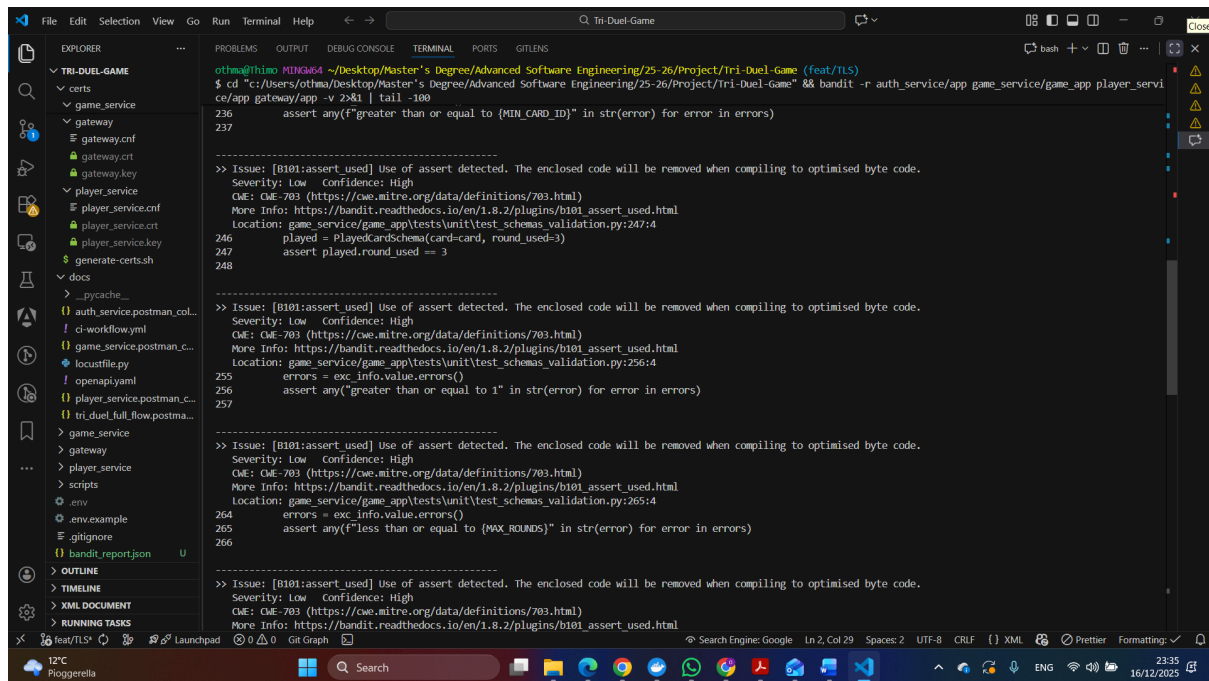 File Edit Selection View Go Run Terminal Help
Tri-Duel-Game
Close
EXPLORER
PROBLEMS OUTPUT DEBUG CONSOLE TERMINAL PORTS GITLENS
bash
TRI-DUEL-GAME
certs
game_service
gateway
gateway.cnf
gateway.crt
gateway.key
player_service
player_service.cnf
player_service.crt
player_service.key
$ generate-certs.sh
docs
__pycache__
{} auth_service.postman_col...
! ci-workflow.yml
{} game_service.postman_c...
locustfile.py
! openapi.yaml
{} player_service.postman_c...
{} tri_duel_full_flow.postma...
game_service
gateway
player_service
scripts
.env
.env.example
.gitignore
{} bandit_report.json U
OUTLINE
TIMELINE
XML DOCUMENT
RUNNING TASKS
othma@Thimo MINGW64 ~/Desktop/Master's Degree/Advanced Software Engineering/25-26/Project/Tri-Duel-Game (feat/TLS)
$ cd "c:/Users/othma/Desktop/Master's Degree/Advanced Software Engineering/25-26/Project/Tri-Duel-Game" && bandit -r auth_service/app game_service/game_app player_servi
ce/app gateway/app -v 2>&1 | tail -100
236 assert any(f"greater than or equal to {MIN_CARD_ID}" in str(error) for error in errors)
237
--------------------------------------------------
>> Issue: [B101:assert_used] Use of assert detected. The enclosed code will be removed when compiling to optimised byte code.
Severity: Low Confidence: High
CWE: CWE-703 (https://cwe.mitre.org/data/definitions/703.html)
More Info: https://bandit.readthedocs.io/en/1.8.2/plugins/b101_assert_used.html
Location: game_service/game_app\tests\unit\test_schemas_validation.py:247:4
246 played = PlayedCardSchema(card=card, round_used=3)
247 assert played.round_used == 3
248
--------------------------------------------------
>> Issue: [B101:assert_used] Use of assert detected. The enclosed code will be removed when compiling to optimised byte code.
Severity: Low Confidence: High
CWE: CWE-703 (https://cwe.mitre.org/data/definitions/703.html)
More Info: https://bandit.readthedocs.io/en/1.8.2/plugins/b101_assert_used.html
Location: game_service/game_app\tests\unit\test_schemas_validation.py:256:4
255 errors = exc_info.value.errors()
256 assert any("greater than or equal to 1" in str(error) for error in errors)
257
--------------------------------------------------
>> Issue: [B101:assert_used] Use of assert detected. The enclosed code will be removed when compiling to optimised byte code.
Severity: Low Confidence: High
CWE: CWE-703 (https://cwe.mitre.org/data/definitions/703.html)
More Info: https://bandit.readthedocs.io/en/1.8.2/plugins/b101_assert_used.html
Location: game_service/game_app\tests\unit\test_schemas_validation.py:265:4
264 errors = exc_info.value.errors()
265 assert any(f"less than or equal to {MAX_ROUNDS}" in str(error) for error in errors)
266
--------------------------------------------------
>> Issue: [B101:assert_used] Use of assert detected. The enclosed code will be removed when compiling to optimised byte code.
Severity: Low Confidence: High
CWE: CWE-703 (https://cwe.mitre.org/data/definitions/703.html)
More Info: https://bandit.readthedocs.io/en/1.8.2/plugins/b101_assert_used.html
feat/TLS* Launchpad 0 0 Git Graph Search Engine: Google Ln 2, Col 29 Spaces: 2 UTF-8 CRLF {} XML Prettier Formatting: ✓
12°C
Pioggerella
Search
ENG
23:35
16/12/2025